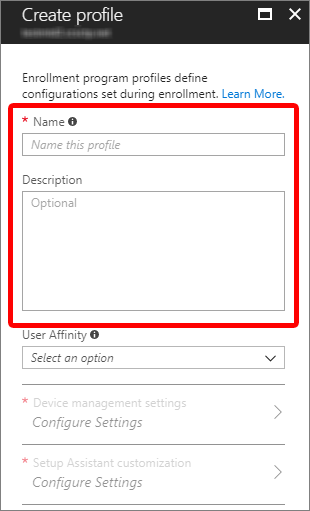 Create profile
Enrollment program profiles define
configurations set during enrollment. Learn More.
* Name
Name this profile
Description
Optional
User Affinity
Select an option
* Device management settings
Configure Settings
* Setup Assistant customization
Configure Settings